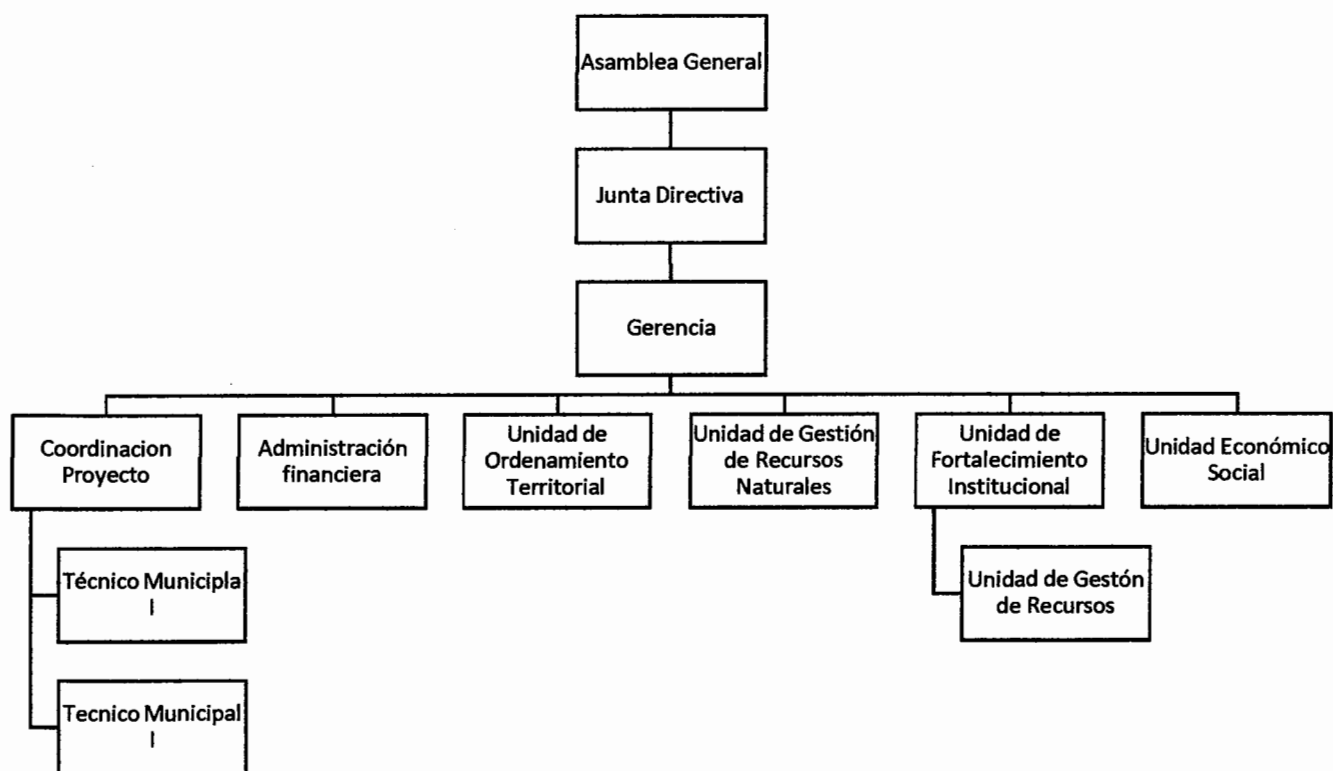 Asamblea General
Junta Directiva
Gerencia
Coordinacion
Proyecto
Administración
financiera
Unidad de
Ordenamiento
Territorial
Unidad de Gestión
de Recursos
Naturales
Unidad de
Fortalecimiento
Institucional
Unidad Económico
Social
Técnico Municipla
I
Unidad de Gestón
de Recursos
Tecnico Municipal
I